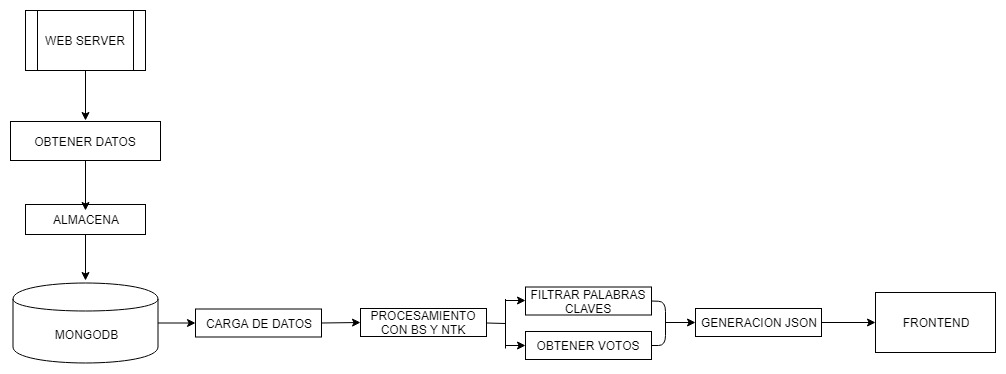 WEB SERVER
OBTENER DATOS
ALMACENA
MONGODB
CARGA DE DATOS
PROCESAMIENTO
CON BS Y NTK
FILTRAR PALABRAS
CLAVES
OBTENER VOTOS
GENERACION JSON
FRONTEND